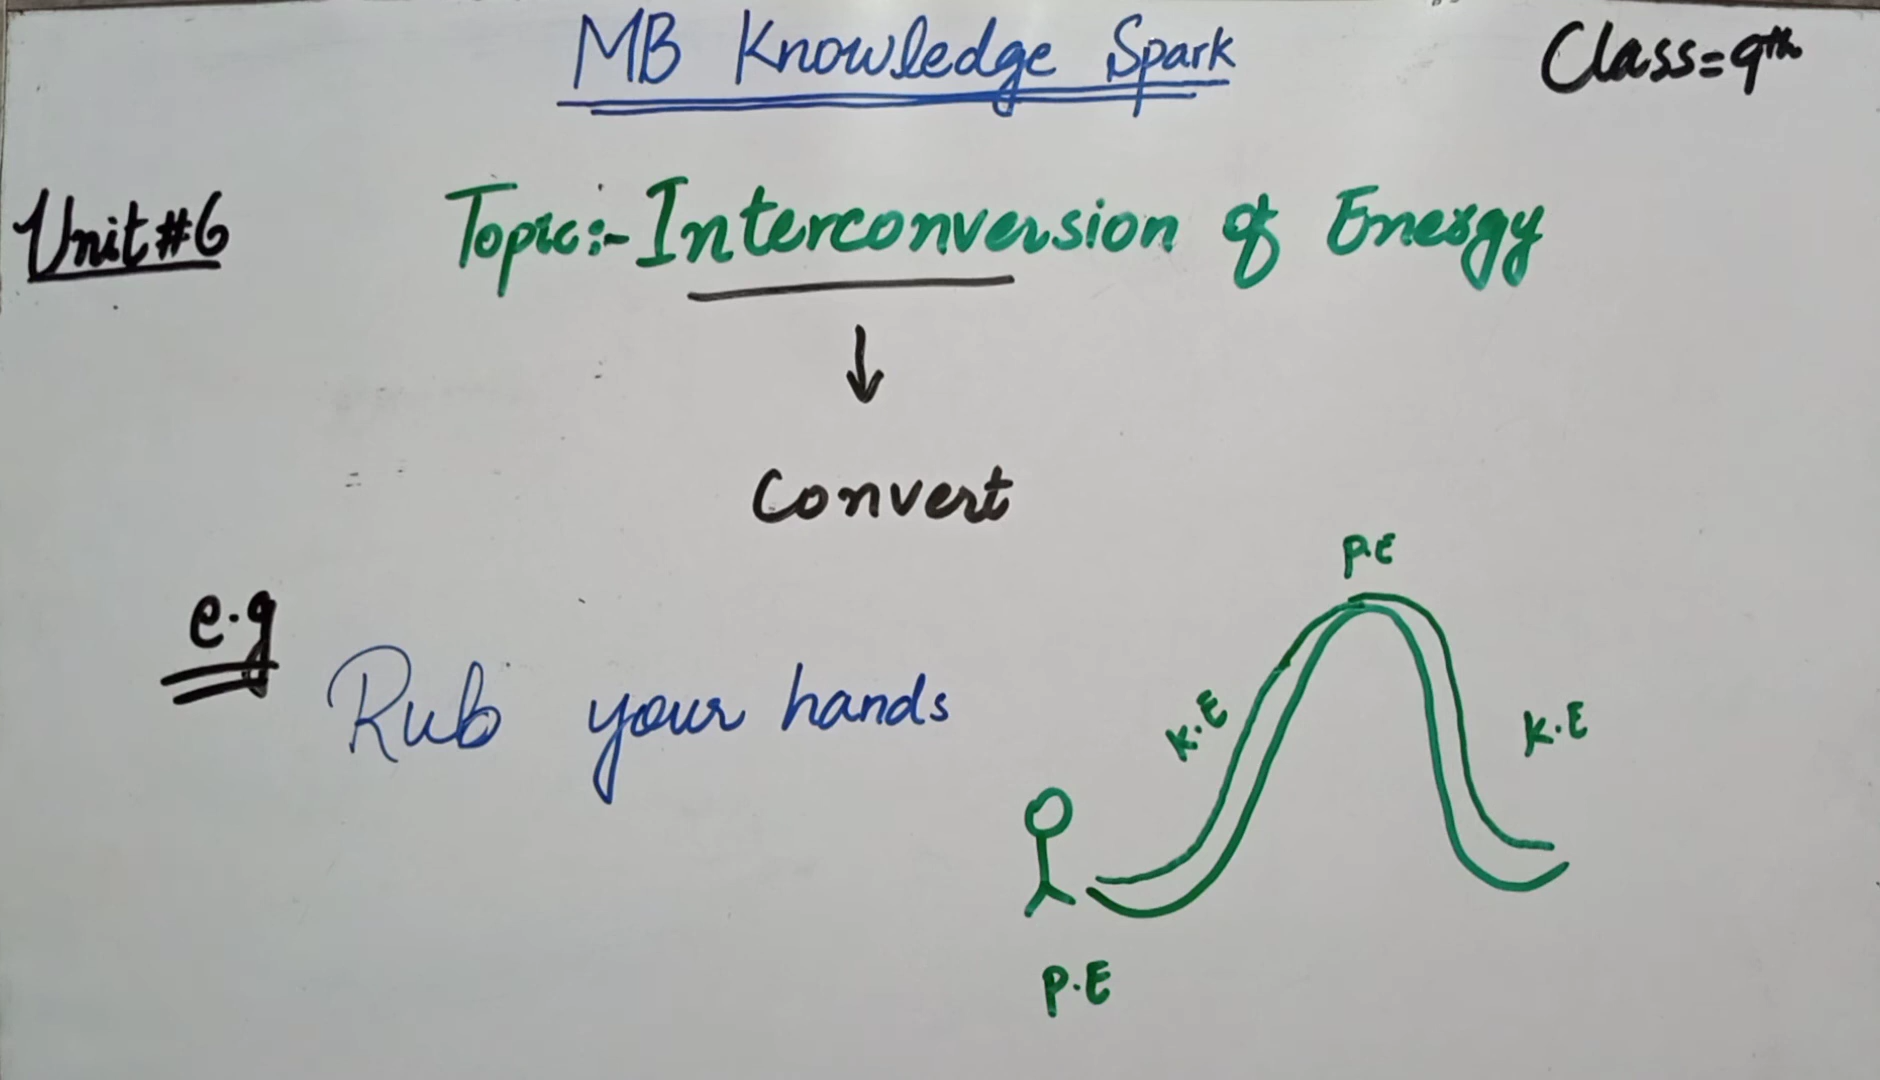 MB Knowledge Spark
Class=9th
Unit#6
Topic:-Interconversion of Energy
Convert
e.g
Rub your hands
P.E
K.E
K.E
P.E